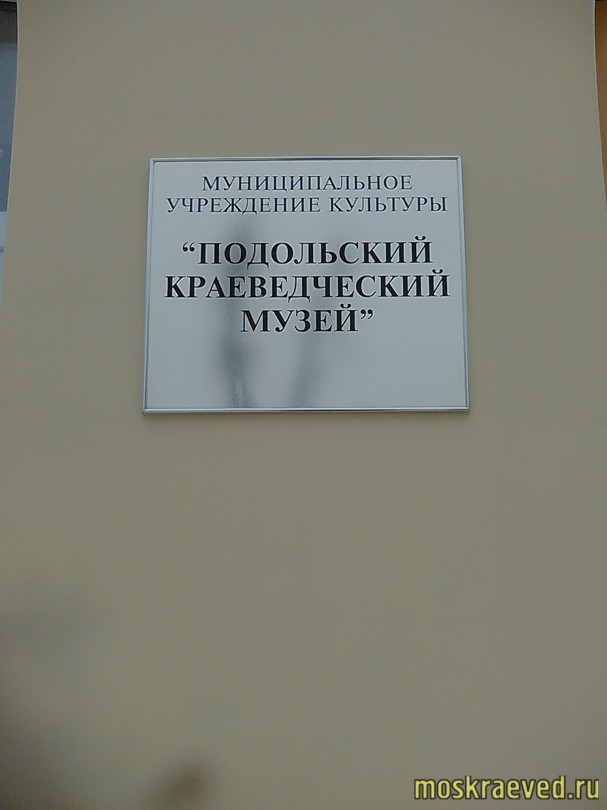 МУНИЦИПАЛЬНОЕ
УЧРЕЖДЕНИЕ КУЛЬТУРЫ
“ПОДОЛЬСКИЙ
КРАЕВЕДЧЕСКИЙ
МУЗЕЙ”
moskraeved.ru